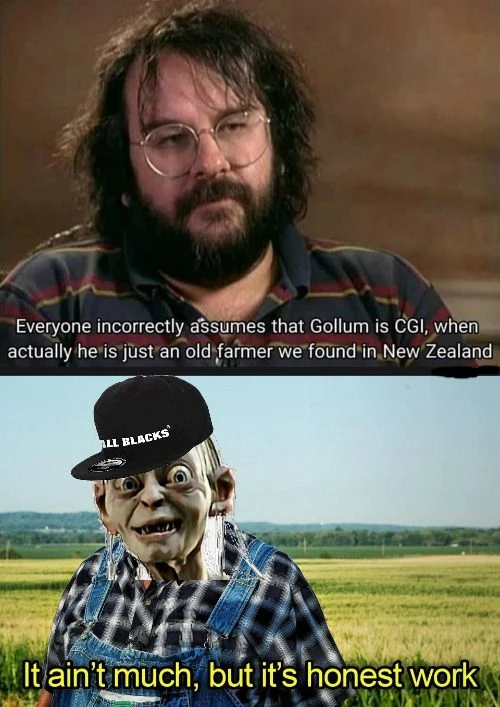 Everyone incorrectly assumes that Gollum is CGI, when
actually he is just an old farmer we found in New Zealand
ALL BLACKS
It ain't much, but it's honest work